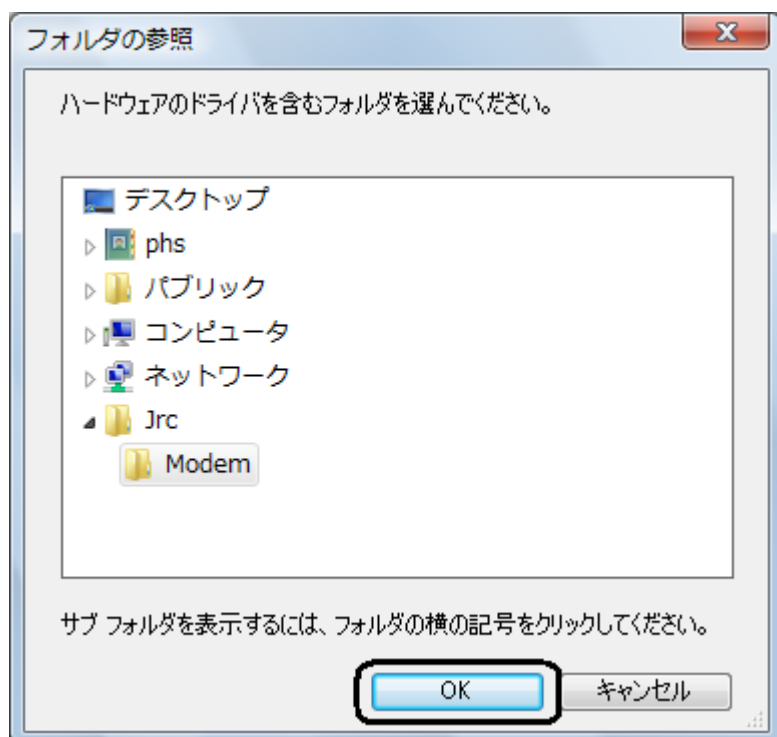 フォルダの参照
ハードウェアのドライバを含むフォルダを選んでください。
デスクトップ
phs
パブリック
コンピュータ
ネットワーク
Jrc
Modem
サブ フォルダを表示するには、フォルダの横の記号をクリックしてください。
OK キャンセル